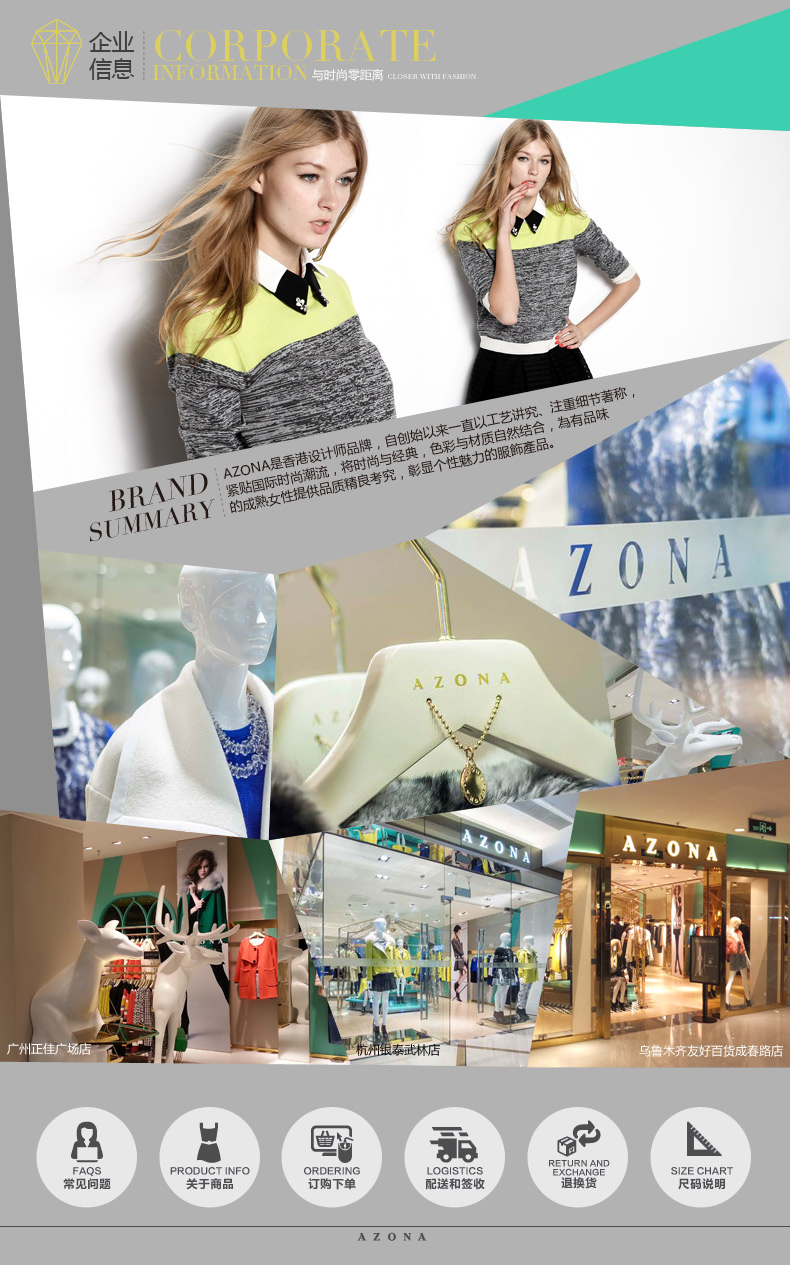 企业
信息
CORPORATE
INFORMATION 与时尚零距离 CLOSER WITH FASHION
BRAND
SUMMARY
AZONA是香港设计师品牌，自创始以来一直以工艺讲究、注重细节著称，
紧贴国际时尚潮流，将时尚与经典，色彩与材质自然结合，為有品味
的成熟女性提供品质精良考究，彰显个性魅力的服飾產品。
AZONA
AZONA
AZONA
AZONA
广州正佳广场店
杭州银泰武林店
乌鲁木齐友好百货成春路店
FAQS
常见问题
PRODUCT INFO
关于商品
ORDERING
订购下单
LOGISTICS
配送和签收
RETURN AND
EXCHANGE
退换货
SIZE CHART
尺码说明
AZONA